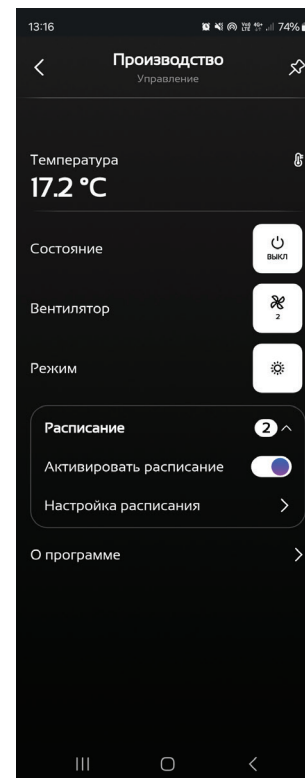 13:16
74%
Производство
Управление
Температура
17.2 °C
Состояние
ВЫКЛ
Вентилятор
2
Режим
Расписание
2
Активировать расписание
Настройка расписания
О программе